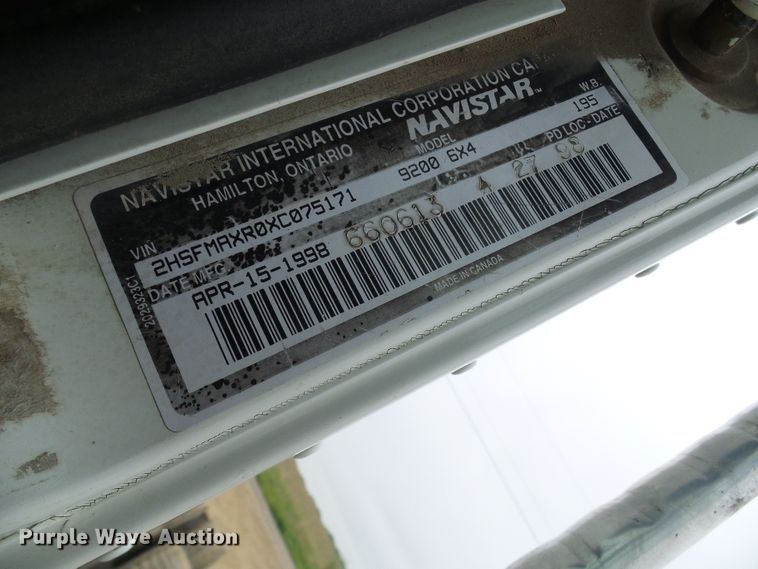 NAVISTAR INTERNATIONAL CORPORATION
HAMILTON, ONTARIO
NAVISTAR
VIN
MODEL
W.B.
2HSFMAXR0XC075171
9200 6X4
195
DATE MFG
PD LOC - DATE
APR-15-1998
660613 4 27 98
MADE IN CANADA
2029323C1
Purple Wave Auction